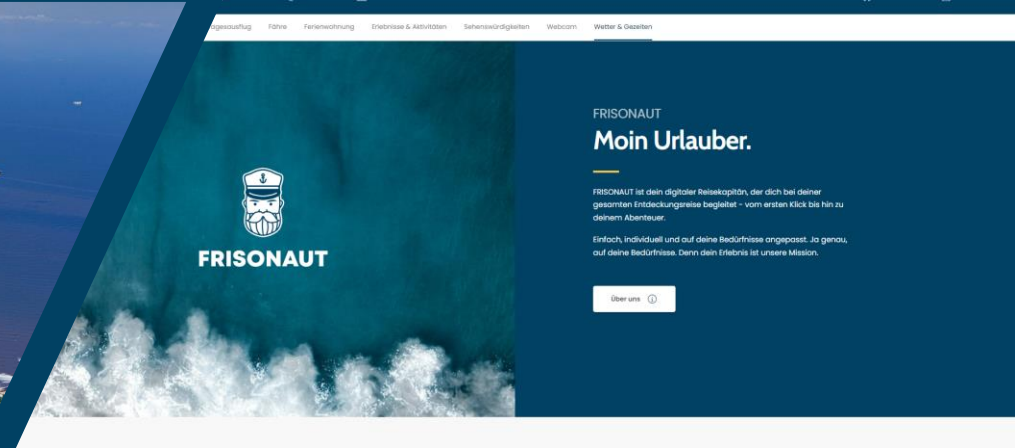 Fähre Ferienwohnung Erlebnisse & Aktivitäten Sehenswürdigkeiten Webcam Wetter & Gezeiten
FRISONAUT
FRISONAUT
Moin Urlauber.
FRISONAUT ist dein digitaler Reisekapitän, der dich bei deiner
gesamten Entdeckungsreise begleitet - vom ersten Klick bis hin zu
deinem Abenteuer.
Einfach, individuell und auf deine Bedürfnisse angepasst. Ja genau,
auf deine Bedürfnisse. Denn dein Erlebnis ist unsere Mission.
Über uns